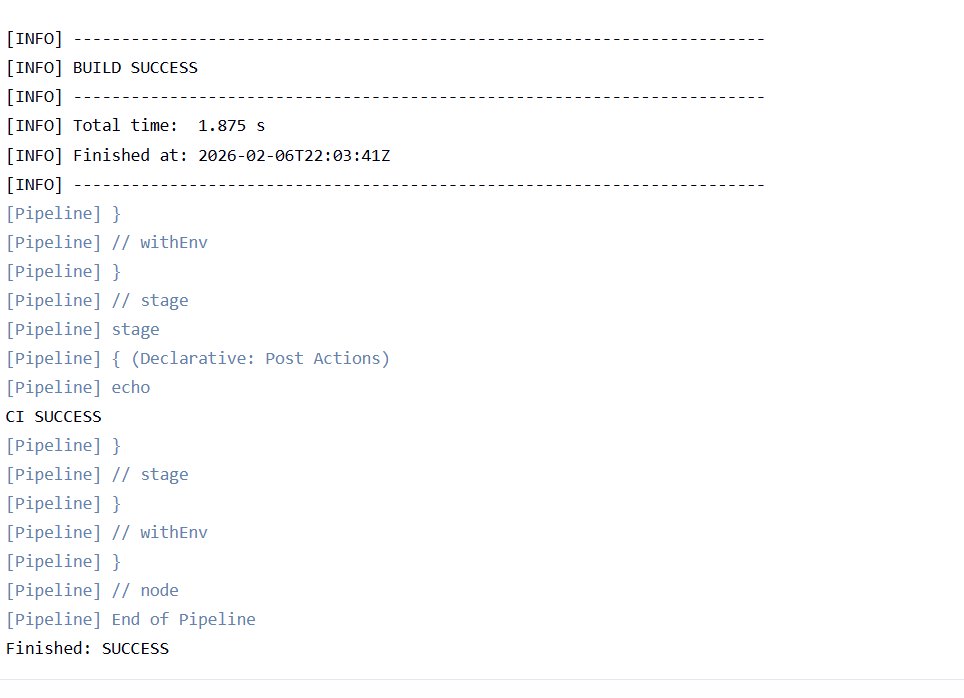 [INFO] ------------------------------------------------------------------------
[INFO] BUILD SUCCESS
[INFO] ------------------------------------------------------------------------
[INFO] Total time:  1.875 s
[INFO] Finished at: 2026-02-06T22:03:41Z
[INFO] ------------------------------------------------------------------------
[Pipeline] }
[Pipeline] // withEnv
[Pipeline] }
[Pipeline] // stage
[Pipeline] stage
[Pipeline] { (Declarative: Post Actions)
[Pipeline] echo
CI SUCCESS
[Pipeline] }
[Pipeline] // stage
[Pipeline] }
[Pipeline] // withEnv
[Pipeline] }
[Pipeline] // node
[Pipeline] End of Pipeline
Finished: SUCCESS